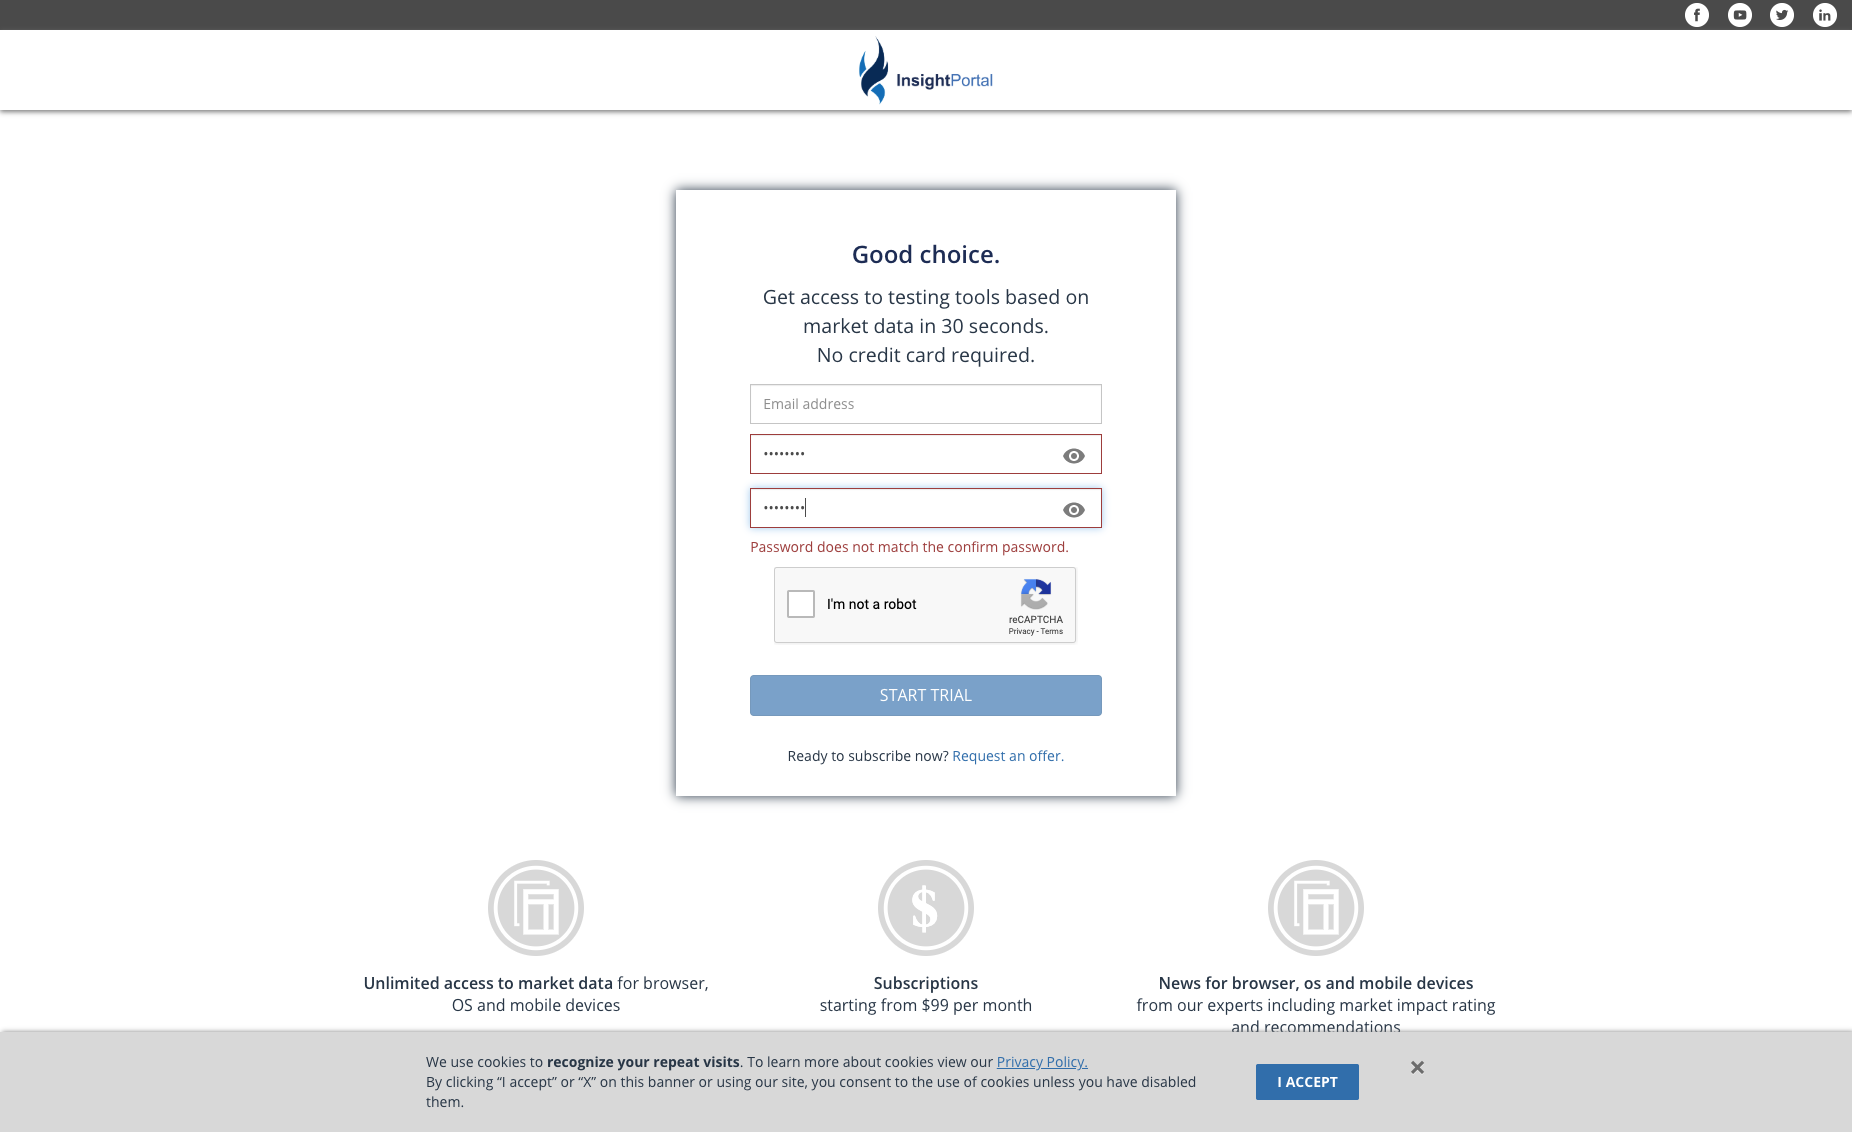 InsightPortal
Good choice.
Get access to testing tools based on
market data in 30 seconds.
No credit card required.
Email address
••••••••
••••••••
Password does not match the confirm password.
I'm not a robot
reCAPTCHA
Privacy - Terms
START TRIAL
Ready to subscribe now? Request an offer.
Unlimited access to market data for browser,
OS and mobile devices
Subscriptions
starting from $99 per month
News for browser, os and mobile devices
from our experts including market impact rating
and recommendations
We use cookies to recognize your repeat visits. To learn more about cookies view our Privacy Policy.
By clicking “I accept” or “X” on this banner or using our site, you consent to the use of cookies unless you have disabled
them.
I ACCEPT